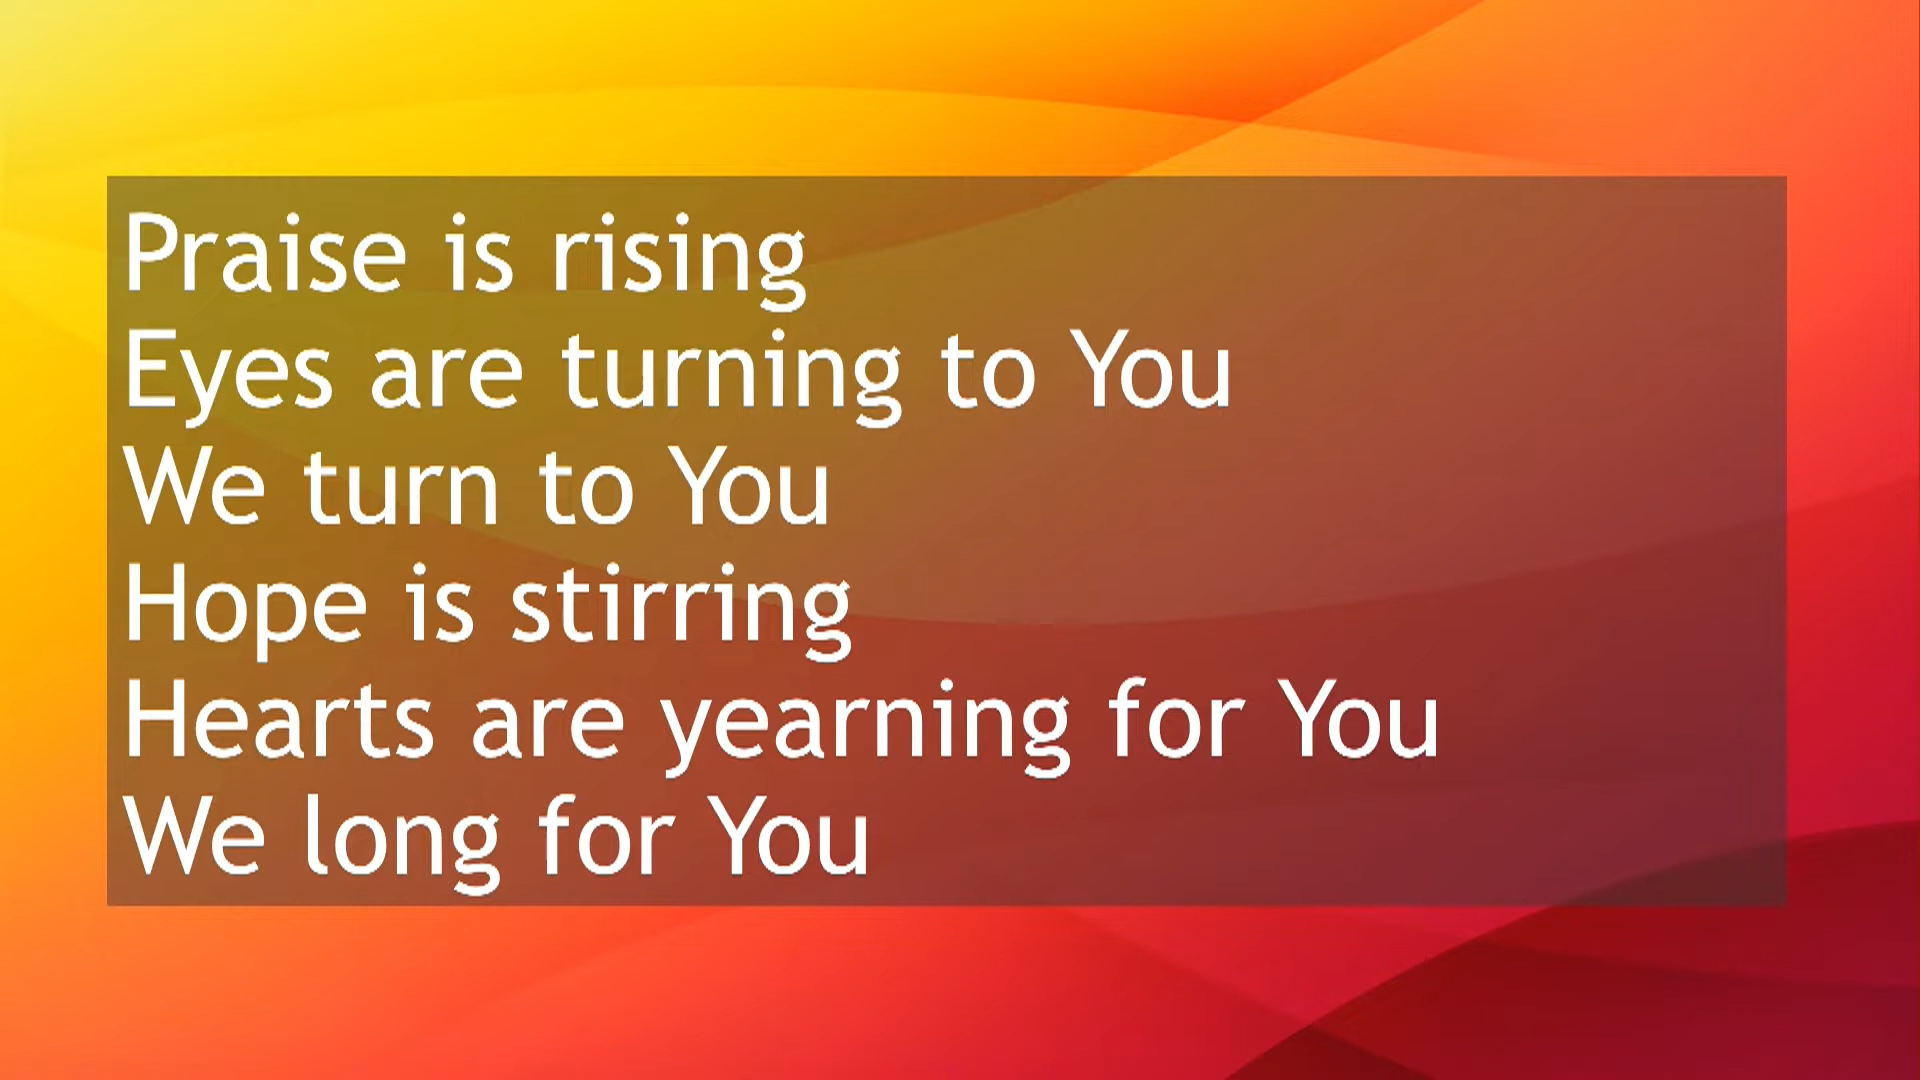 Praise is rising
Eyes are turning to You
We turn to You
Hope is stirring
Hearts are yearning for You
We long for You